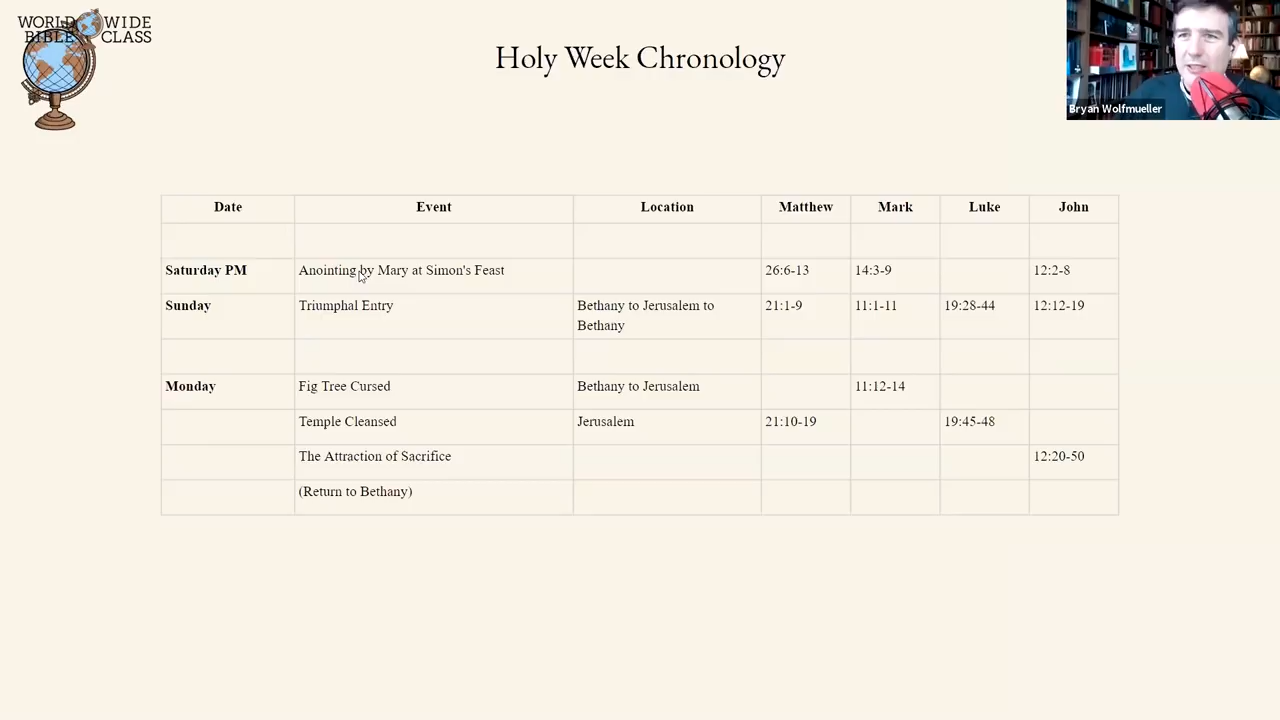 WORLD WIDE
BIBLE CLASS
Holy Week Chronology
Bryan Wolfmueller
Date Event Location Matthew Mark Luke John
Saturday PM Anointing by Mary at Simon's Feast 26:6-13 14:3-9 12:2-8
Sunday Triumphal Entry Bethany to Jerusalem to 21:1-9 11:1-11 19:28-44 12:12-19
Bethany
Monday Fig Tree Cursed Bethany to Jerusalem 11:12-14
Temple Cleansed Jerusalem 21:10-19 19:45-48
The Attraction of Sacrifice 12:20-50
(Return to Bethany)